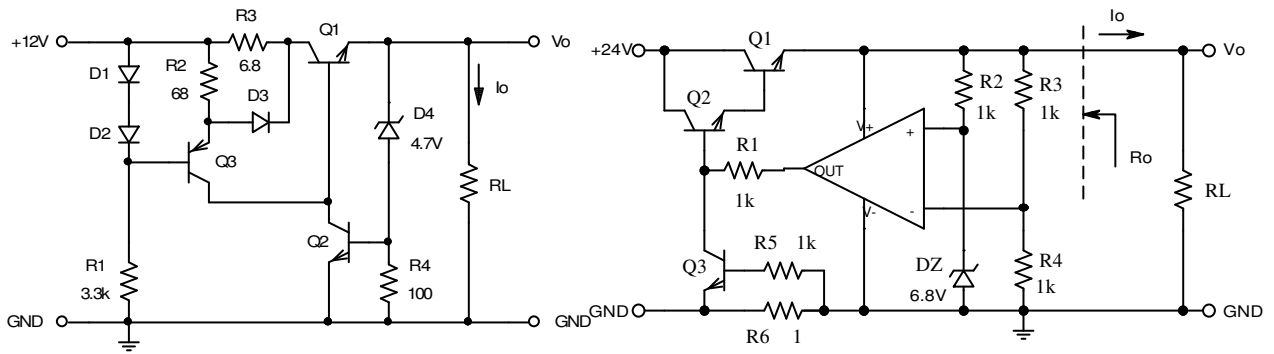 R3
Q1
+12V
Vo
D1
R2
6.8
Io
68
D3
D4
D2
4.7V
Q3
RL
Q2
R1
3.3k
R4
100
GND
GND
Io
Q1
+24V
Vo
R2
R3
Q2
1k
1k
V+
+
R1
OUT
Ro
1k
-
RL
V-
R5
1k
Q3
DZ
R4
6.8V
1k
GND
GND
R6
1